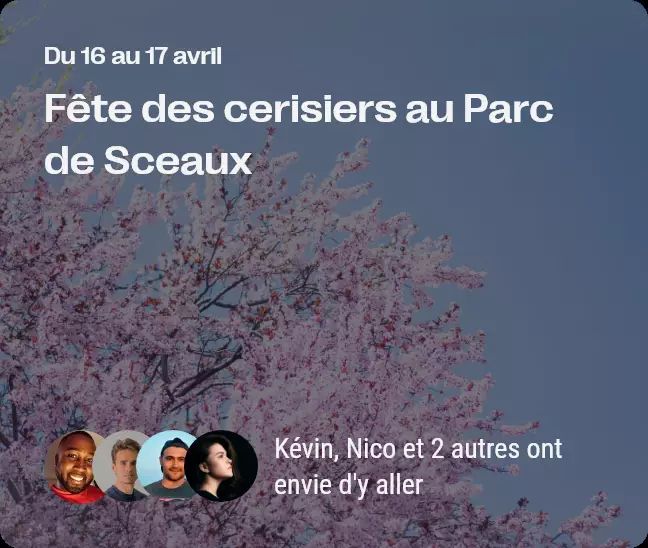 Du 16 au 17 avril
Fête des cerisiers au Parc
de Sceaux
Kévin, Nico et 2 autres ont
envie d'y aller